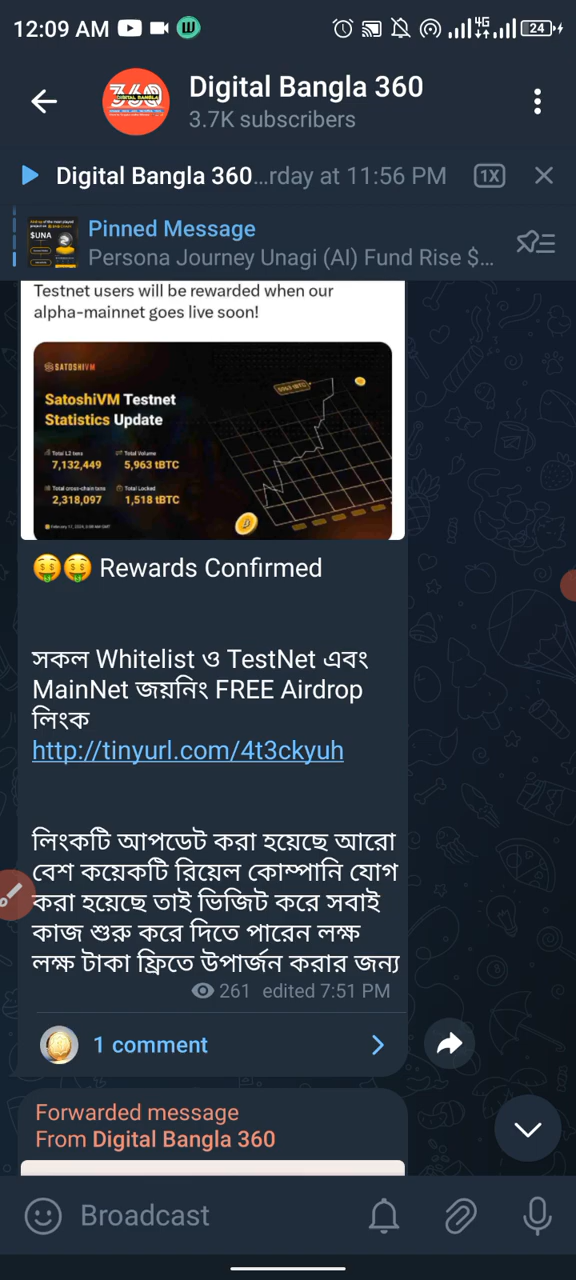 12:09 AM
4G
24
Digital Bangla 360
3.7K subscribers
Digital Bangla 360...rday at 11:56 PM
1X
Pinned Message
Persona Journey Unagi (AI) Fund Rise $...
$UNA
Testnet users will be rewarded when our
alpha-mainnet goes live soon!
SATOSHIVM
SatoshiVM Testnet
Statistics Update
Total L2 txns
Total Volume
7,132,449
5,963 tBTC
Total cross-chain txns
Total Locked
2,318,097
1,518 tBTC
🤑🤑 Rewards Confirmed
সকল Whitelist ও TestNet এবং
MainNet জয়নিং FREE Airdrop
লিংক
http://tinyurl.com/4t3ckyuh
লিংকটি আপডেট করা হয়েছে আরো
বেশ কয়েকটি রিয়েল কোম্পানি যোগ
করা হয়েছে তাই ভিজিট করে সবাই
কাজ শুরু করে দিতে পারেন লক্ষ
লক্ষ টাকা ফ্রিতে উপার্জন করার জন্য
261 edited 7:51 PM
1 comment
Forwarded message
From Digital Bangla 360
Broadcast